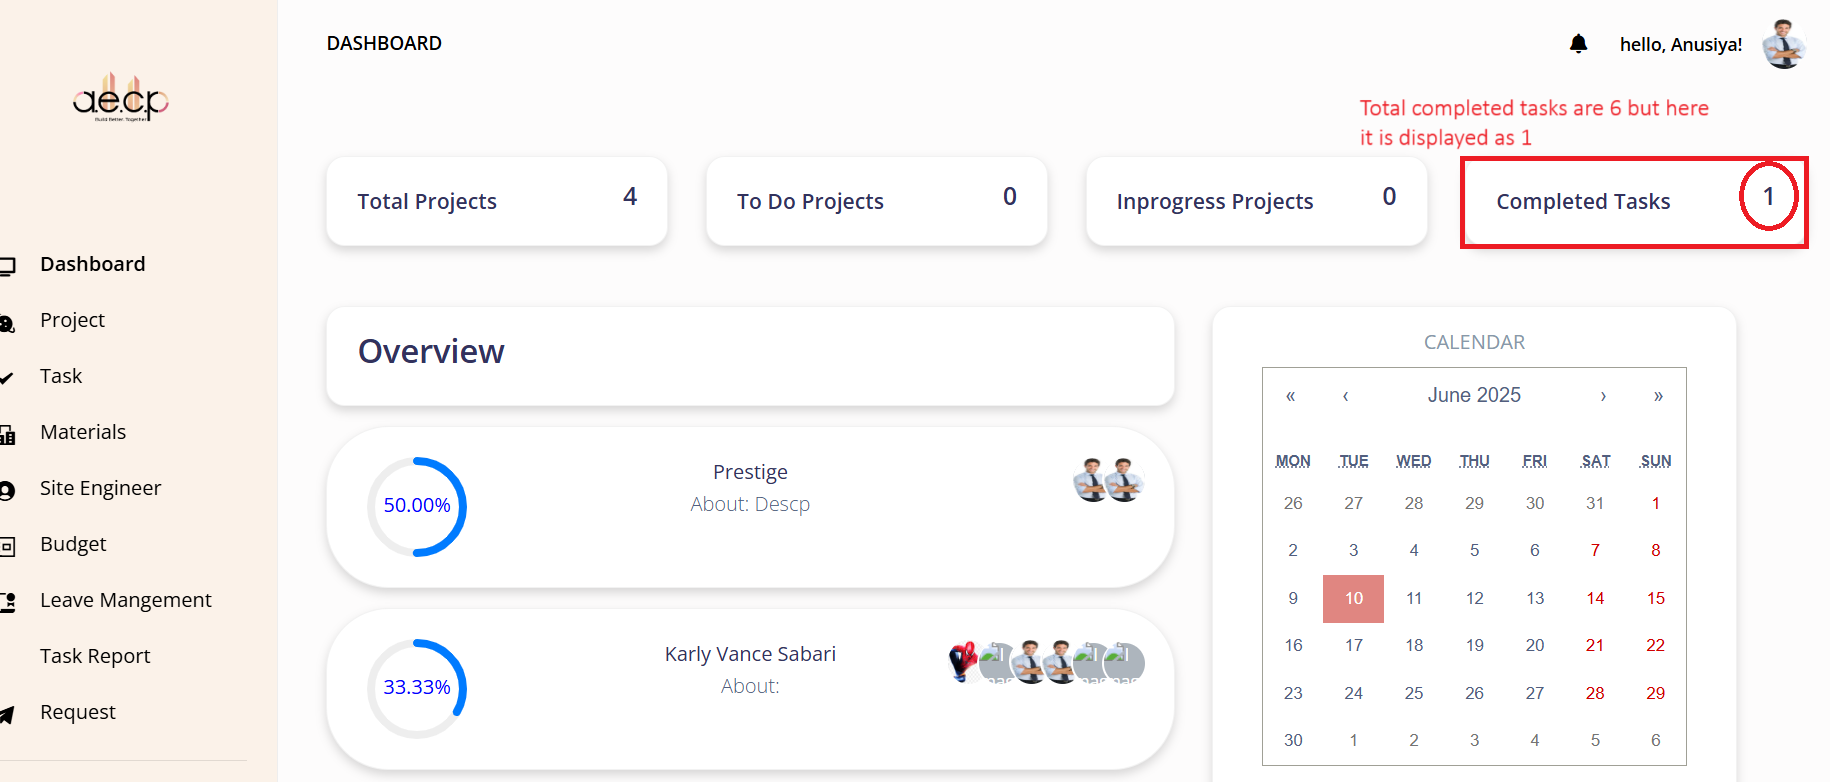 DASHBOARD
hello, Anusiya!
a.e.c.p
Build Better. Together
Total completed tasks are 6 but here
it is displayed as 1
Total Projects 4
To Do Projects 0
Inprogress Projects 0
Completed Tasks 1
Dashboard
Project
Task
Materials
Site Engineer
Budget
Leave Mangement
Task Report
Request
Overview
50.00%
Prestige
About: Descp
33.33%
Karly Vance Sabari
About:
CALENDAR
« ‹ June 2025 › »
MON TUE WED THU FRI SAT SUN
26 27 28 29 30 31 1
2 3 4 5 6 7 8
9 10 11 12 13 14 15
16 17 18 19 20 21 22
23 24 25 26 27 28 29
30 1 2 3 4 5 6